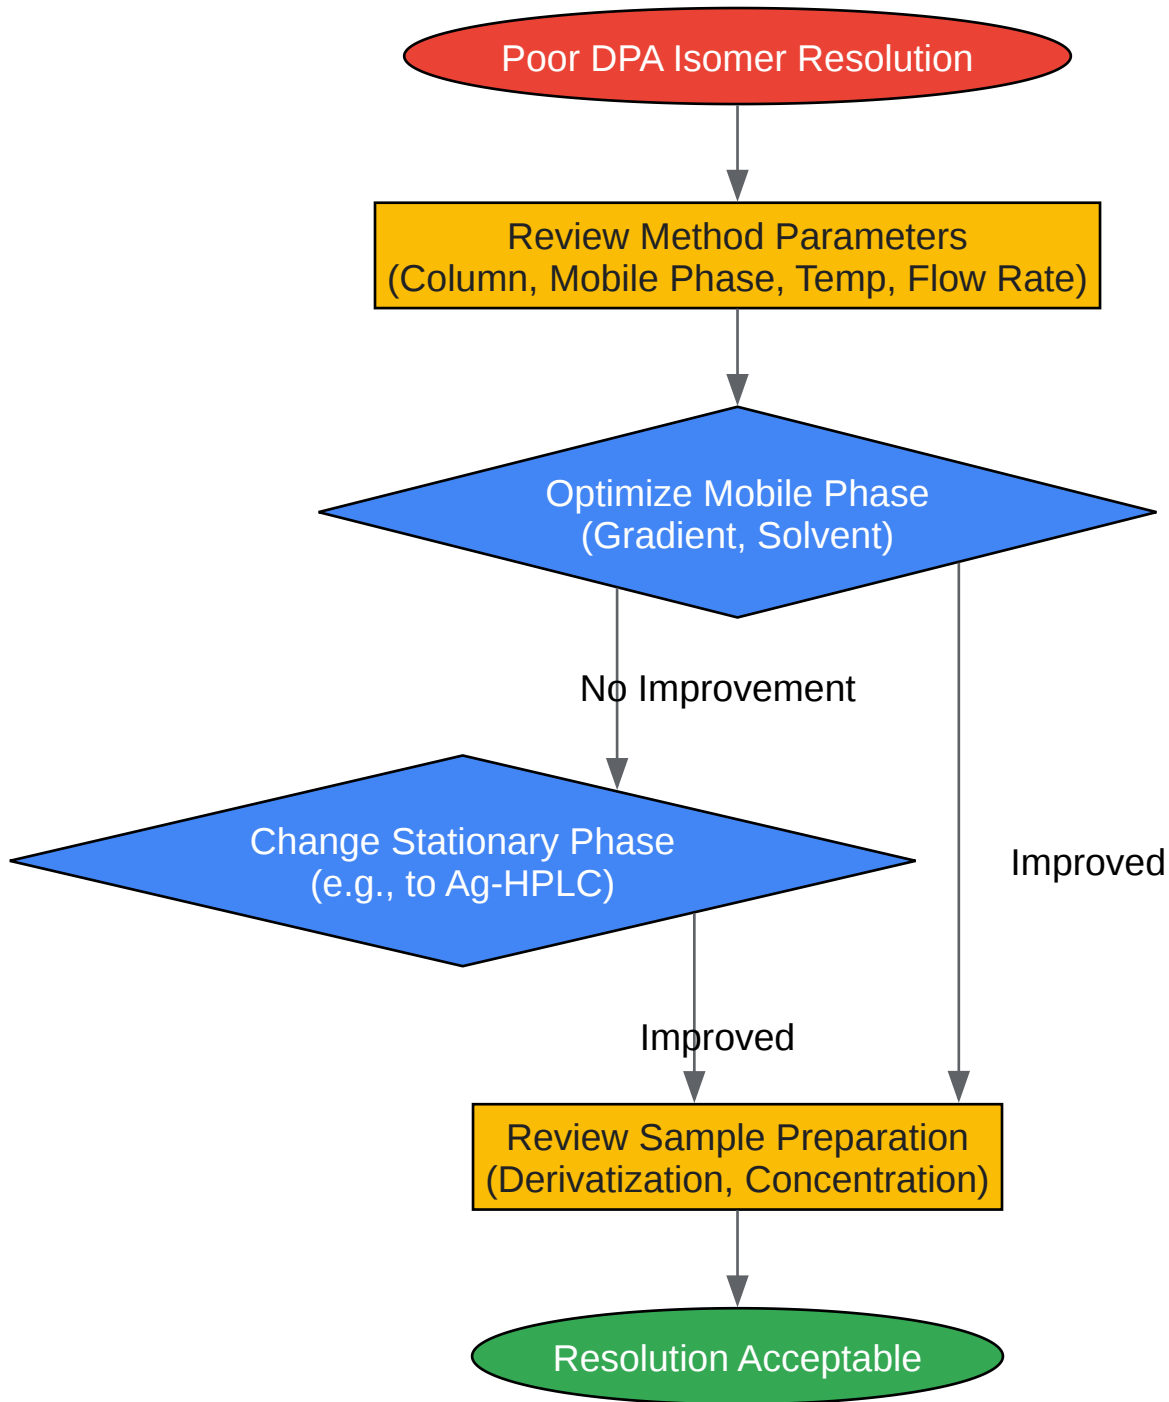 Poor DPA Isomer Resolution
Review Method Parameters
(Column, Mobile Phase, Temp, Flow Rate)
Optimize Mobile Phase
(Gradient, Solvent)
No Improvement
Change Stationary Phase
(e.g., to Ag-HPLC)
Improved
Improved
Review Sample Preparation
(Derivatization, Concentration)
Resolution Acceptable